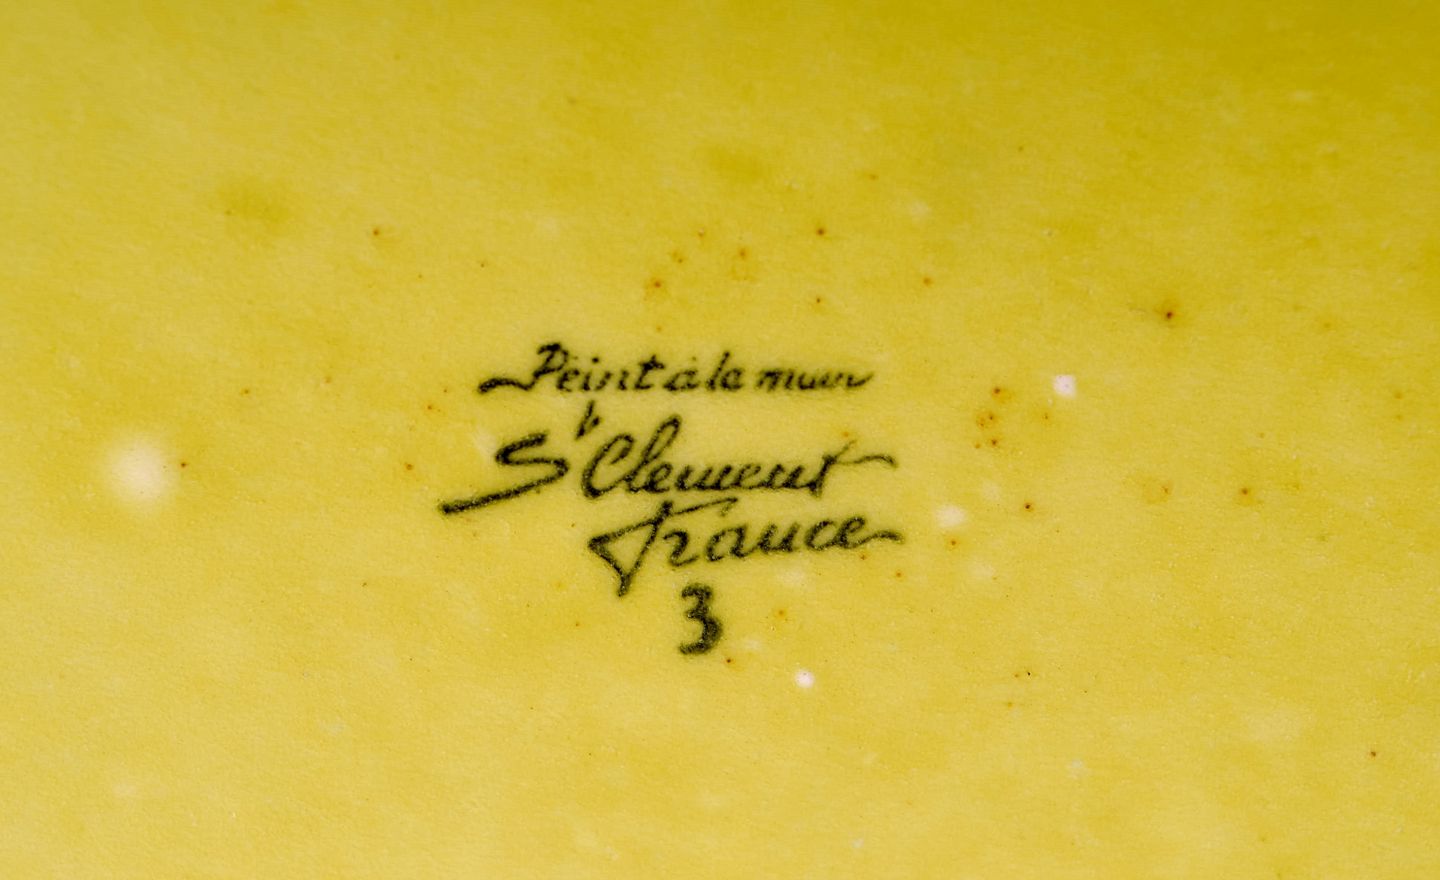 Peint à la main
St Clement
France
3